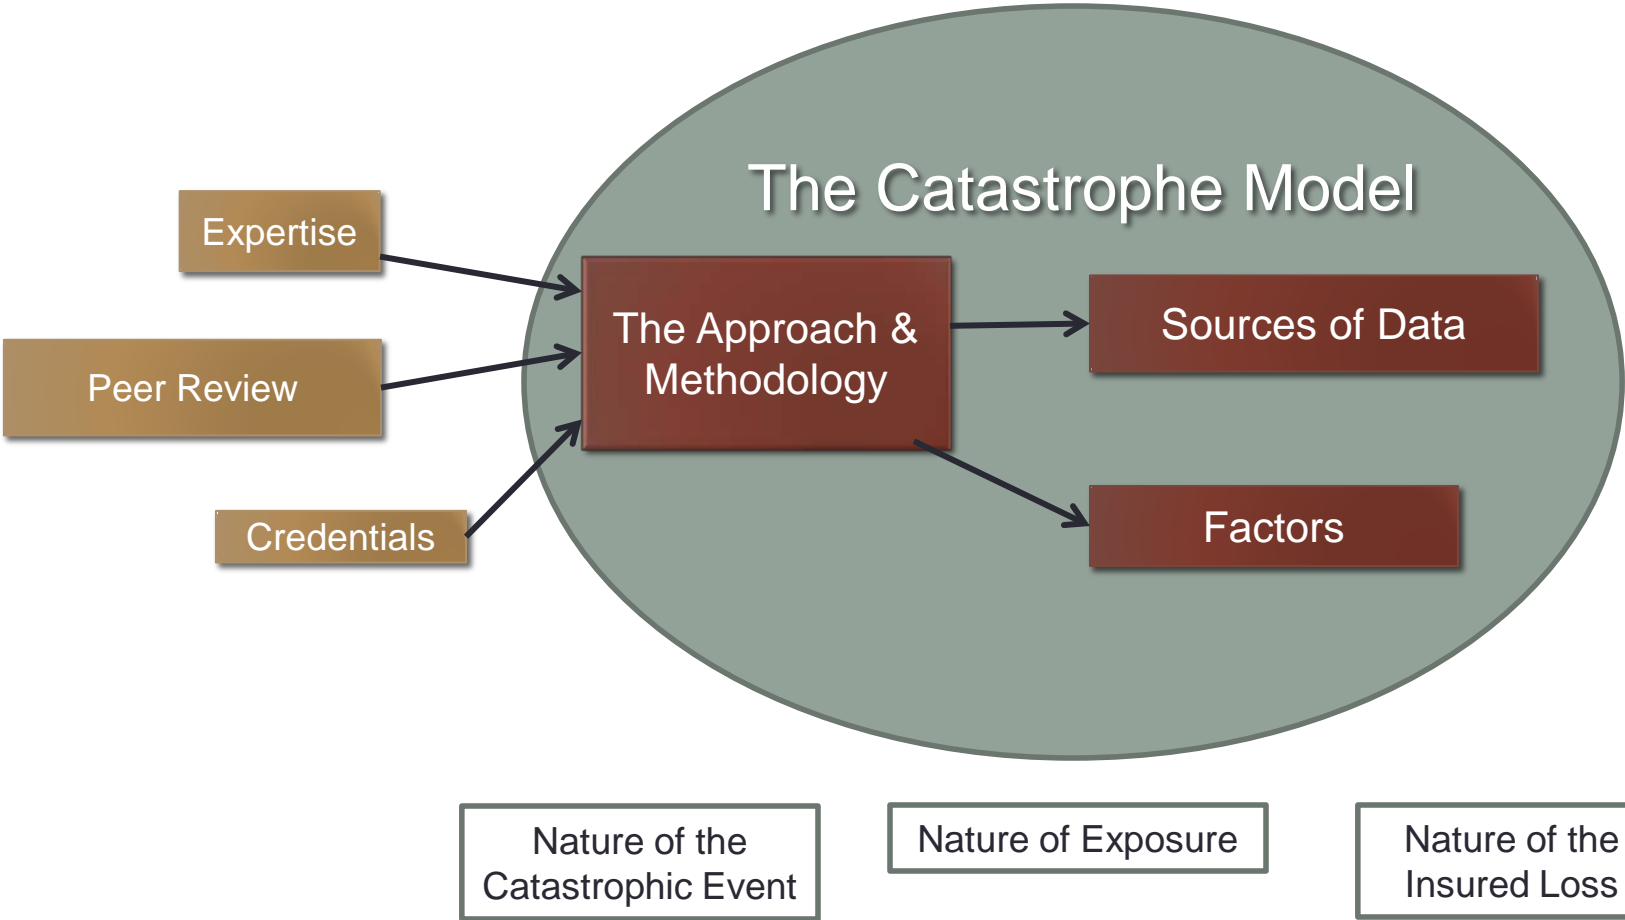 The Catastrophe Model
Expertise
Peer Review
Credentials
The Approach &
Methodology
Sources of Data
Factors
Nature of the
Catastrophic Event
Nature of Exposure
Nature of the
Insured Loss